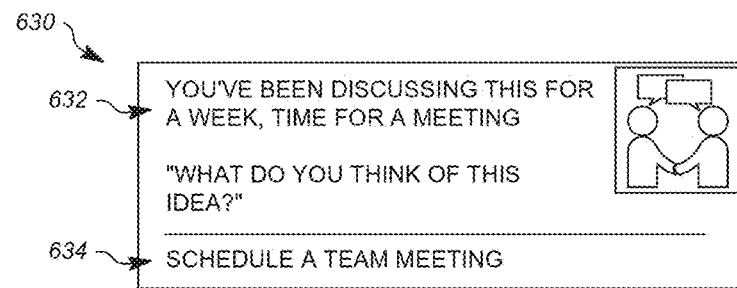 630
632
YOU'VE BEEN DISCUSSING THIS FOR
A WEEK, TIME FOR A MEETING
"WHAT DO YOU THINK OF THIS
IDEA?"
634
SCHEDULE A TEAM MEETING